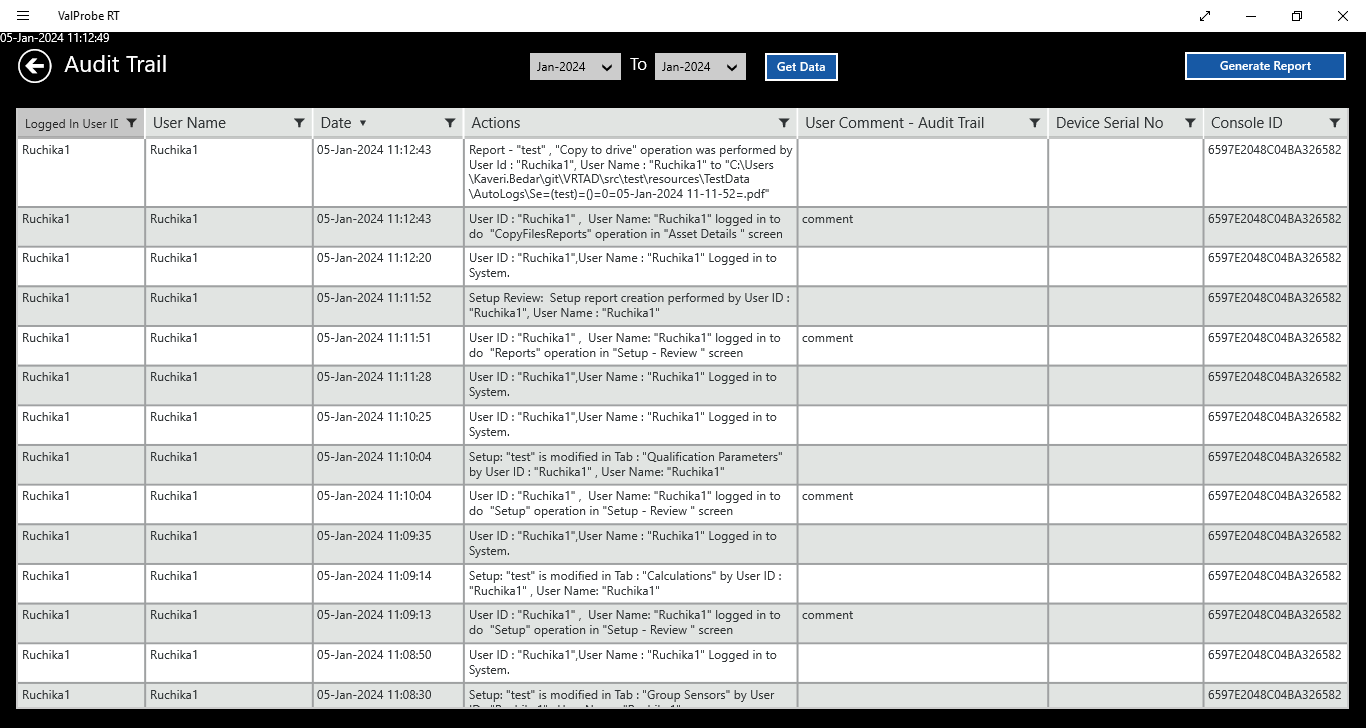 ValProbe RT
05-Jan-2024 11:12:49
Audit Trail
Jan-2024 To Jan-2024 Get Data
Generate Report
Logged In User ID User Name Date Actions User Comment - Audit Trail Device Serial No Console ID
Ruchika1 Ruchika1 05-Jan-2024 11:12:43 Report - "test" , "Copy to drive" operation was performed by 6597E2048C04BA326582
User Id : "Ruchika1", User Name : "Ruchika1" to "C:\Users
\Kaveri.Bedar\git\VRTAD\src\test\resources\TestData
\AutoLogs\Se=(test)=()=0=05-Jan-2024 11-11-52=.pdf"
Ruchika1 Ruchika1 05-Jan-2024 11:12:43 User ID : "Ruchika1" , User Name: "Ruchika1" logged in to comment 6597E2048C04BA326582
do "CopyFilesReports" operation in "Asset Details " screen
Ruchika1 Ruchika1 05-Jan-2024 11:12:20 User ID : "Ruchika1",User Name : "Ruchika1" Logged in to 6597E2048C04BA326582
System.
Ruchika1 Ruchika1 05-Jan-2024 11:11:52 Setup Review: Setup report creation performed by User ID : 6597E2048C04BA326582
"Ruchika1", User Name : "Ruchika1"
Ruchika1 Ruchika1 05-Jan-2024 11:11:51 User ID : "Ruchika1" , User Name: "Ruchika1" logged in to comment 6597E2048C04BA326582
do "Reports" operation in "Setup - Review " screen
Ruchika1 Ruchika1 05-Jan-2024 11:11:28 User ID : "Ruchika1",User Name : "Ruchika1" Logged in to 6597E2048C04BA326582
System.
Ruchika1 Ruchika1 05-Jan-2024 11:10:25 User ID : "Ruchika1",User Name : "Ruchika1" Logged in to 6597E2048C04BA326582
System.
Ruchika1 Ruchika1 05-Jan-2024 11:10:04 Setup: "test" is modified in Tab : "Qualification Parameters" 6597E2048C04BA326582
by User ID : "Ruchika1" , User Name: "Ruchika1"
Ruchika1 Ruchika1 05-Jan-2024 11:10:04 User ID : "Ruchika1" , User Name: "Ruchika1" logged in to comment 6597E2048C04BA326582
do "Setup" operation in "Setup - Review " screen
Ruchika1 Ruchika1 05-Jan-2024 11:09:35 User ID : "Ruchika1",User Name : "Ruchika1" Logged in to 6597E2048C04BA326582
System.
Ruchika1 Ruchika1 05-Jan-2024 11:09:14 Setup: "test" is modified in Tab : "Calculations" by User ID : 6597E2048C04BA326582
"Ruchika1" , User Name: "Ruchika1"
Ruchika1 Ruchika1 05-Jan-2024 11:09:13 User ID : "Ruchika1" , User Name: "Ruchika1" logged in to comment 6597E2048C04BA326582
do "Setup" operation in "Setup - Review " screen
Ruchika1 Ruchika1 05-Jan-2024 11:08:50 User ID : "Ruchika1",User Name : "Ruchika1" Logged in to 6597E2048C04BA326582
System.
Ruchika1 Ruchika1 05-Jan-2024 11:08:30 Setup: "test" is modified in Tab : "Group Sensors" by User 6597E2048C04BA326582